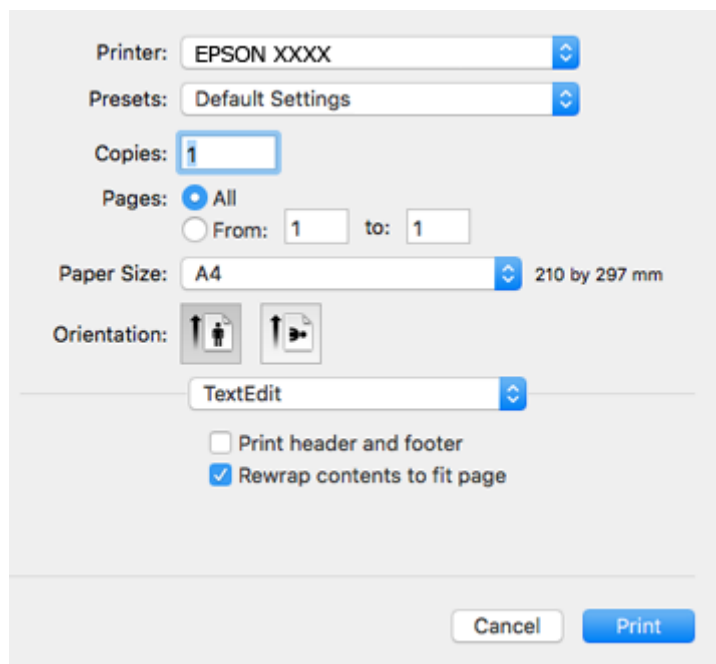 Printer: EPSON XXXX
Presets: Default Settings
Copies: 1
Pages: All
From: 1 to: 1
Paper Size: A4 210 by 297 mm
Orientation:
TextEdit
Print header and footer
Rewrap contents to fit page
Cancel Print